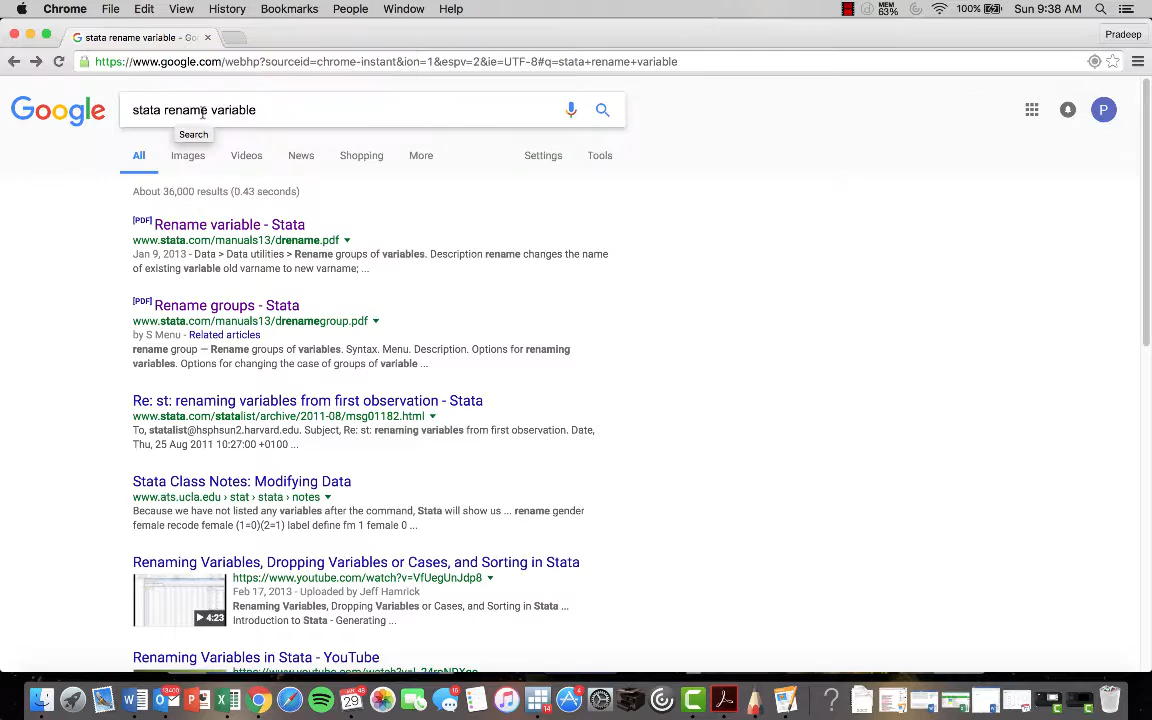 Chrome File Edit View History Bookmarks People Window Help MEM 63% 100% Sun 9:38 AM
stata rename variable - Go Pradeep
https://www.google.com/webhp?sourceid=chrome-instant&ion=1&espv=2&ie=UTF-8#q=stata+rename+variable
Google stata rename variable P
Search
All Images Videos News Shopping More Settings Tools
About 36,000 results (0.43 seconds)
[PDF] Rename variable - Stata
www.stata.com/manuals13/drename.pdf
Jan 9, 2013 - Data > Data utilities > Rename groups of variables. Description rename changes the name
of existing variable old varname to new varname; ...
[PDF] Rename groups - Stata
www.stata.com/manuals13/drenamegroup.pdf
by S Menu - Related articles
rename group — Rename groups of variables. Syntax. Menu. Description. Options for renaming
variables. Options for changing the case of groups of variable ...
Re: st: renaming variables from first observation - Stata
www.stata.com/statalist/archive/2011-08/msg01182.html
To, statalist@hsphsun2.harvard.edu. Subject, Re: st: renaming variables from first observation. Date,
Thu, 25 Aug 2011 10:27:00 +0100 ...
Stata Class Notes: Modifying Data
www.ats.ucla.edu › stat › stata › notes
Because we have not listed any variables after the command, Stata will show us ... rename gender
female recode female (1=0)(2=1) label define fm 1 female 0 ...
Renaming Variables, Dropping Variables or Cases, and Sorting in Stata
https://www.youtube.com/watch?v=VfUegUnJdp8
Feb 17, 2013 - Uploaded by Jeff Hamrick
Renaming Variables, Dropping Variables or Cases, and Sorting in Stata ...
4:23
Introduction to Stata - Generating ...
Renaming Variables in Stata - YouTube